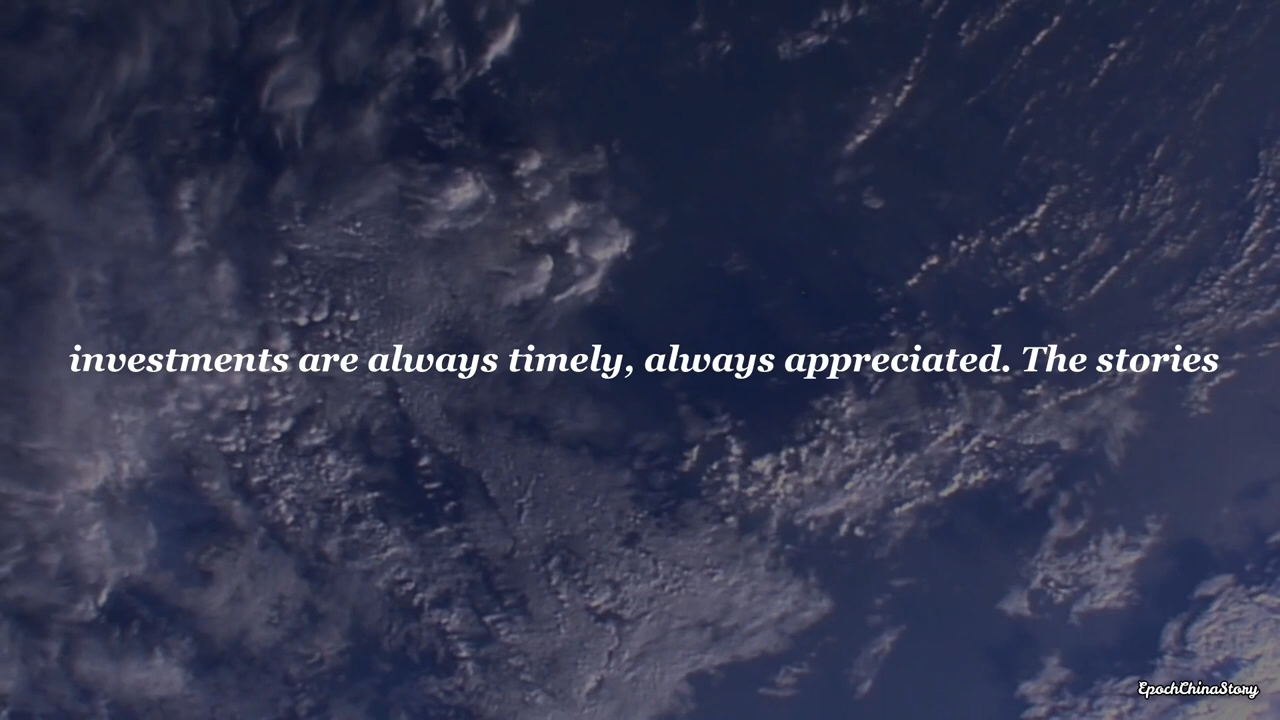 investments are always timely, always appreciated. The stories
EpochChinaStory